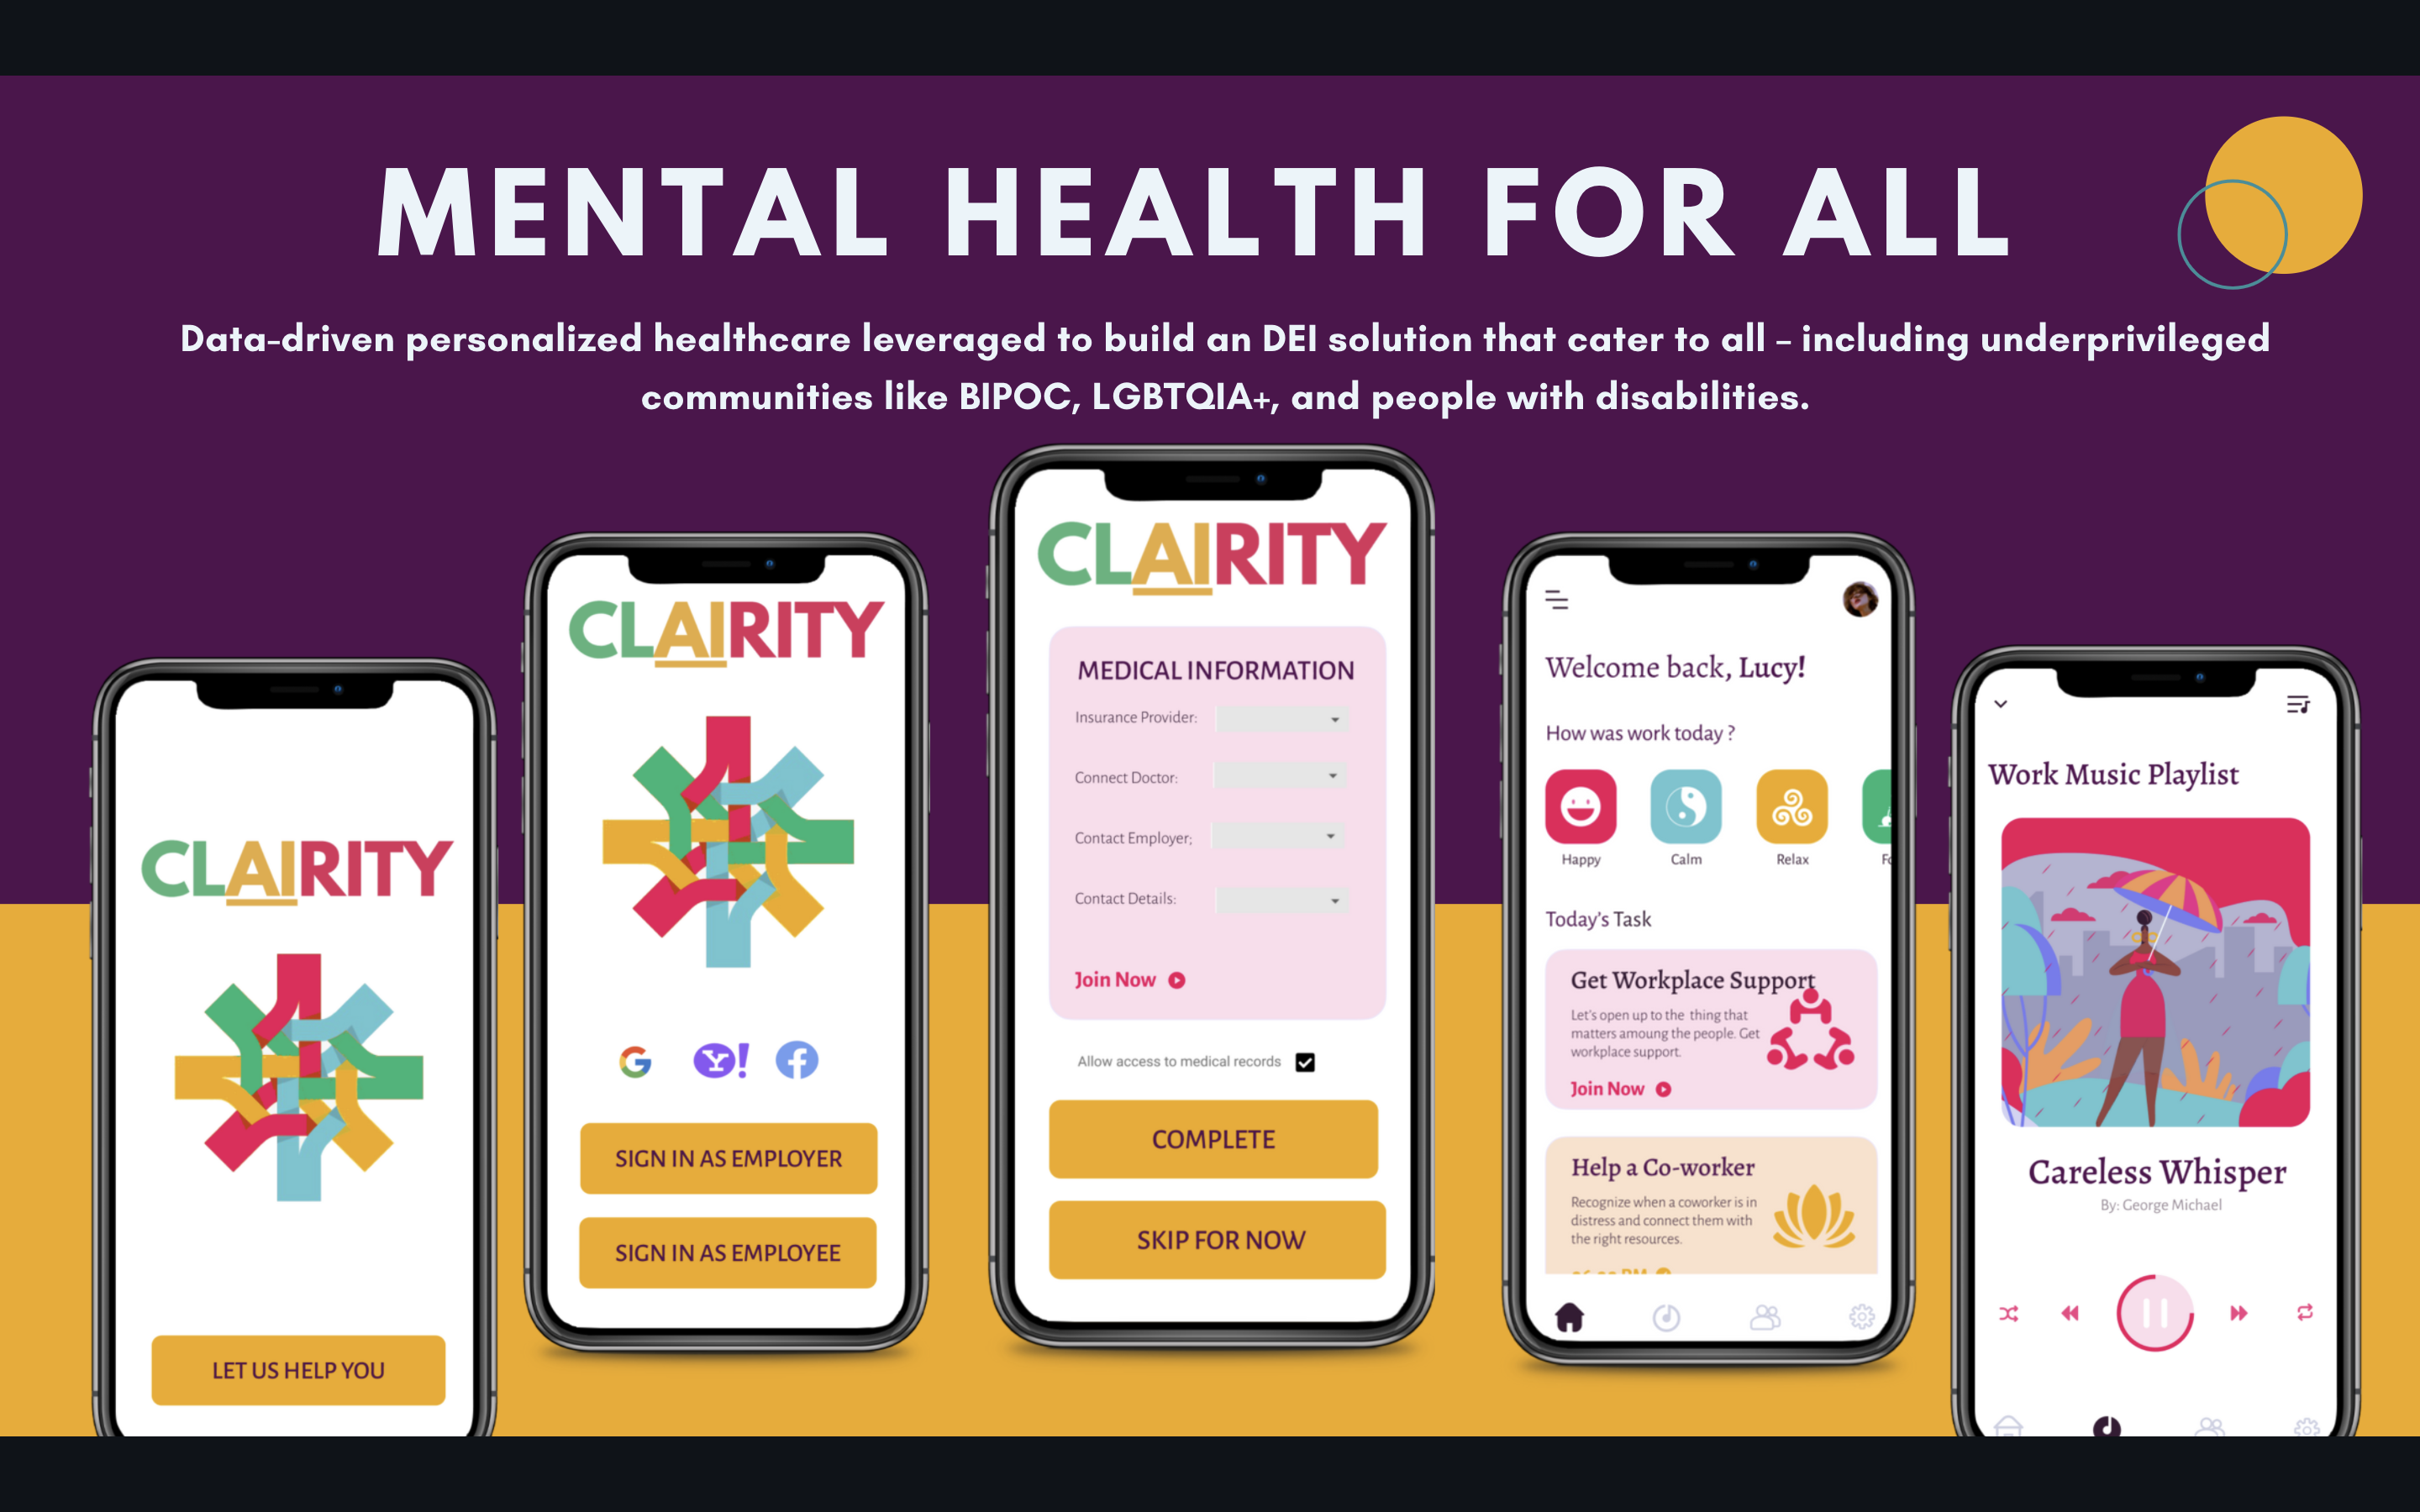 MENTAL HEALTH FOR ALL
Data-driven personalized healthcare leveraged to build an DEI solution that cater to all – including underprivileged
communities like BIPOC, LGBTQIA+, and people with disabilities.
CLAIRITY
LET US HELP YOU
CLAIRITY
SIGN IN AS EMPLOYER
SIGN IN AS EMPLOYEE
CLAIRITY
MEDICAL INFORMATION
Insurance Provider:
Connect Doctor:
Contact Employer;
Contact Details:
Join Now
Allow access to medical records
COMPLETE
SKIP FOR NOW
Welcome back, Lucy!
How was work today ?
Happy Calm Relax
Today's Task
Get Workplace Support
Let's open up to the thing that
matters amoung the people. Get
workplace support.
Join Now
Help a Co-worker
Recognize when a coworker is in
distress and connect them with
the right resources.
Work Music Playlist
Careless Whisper
By: George Michael